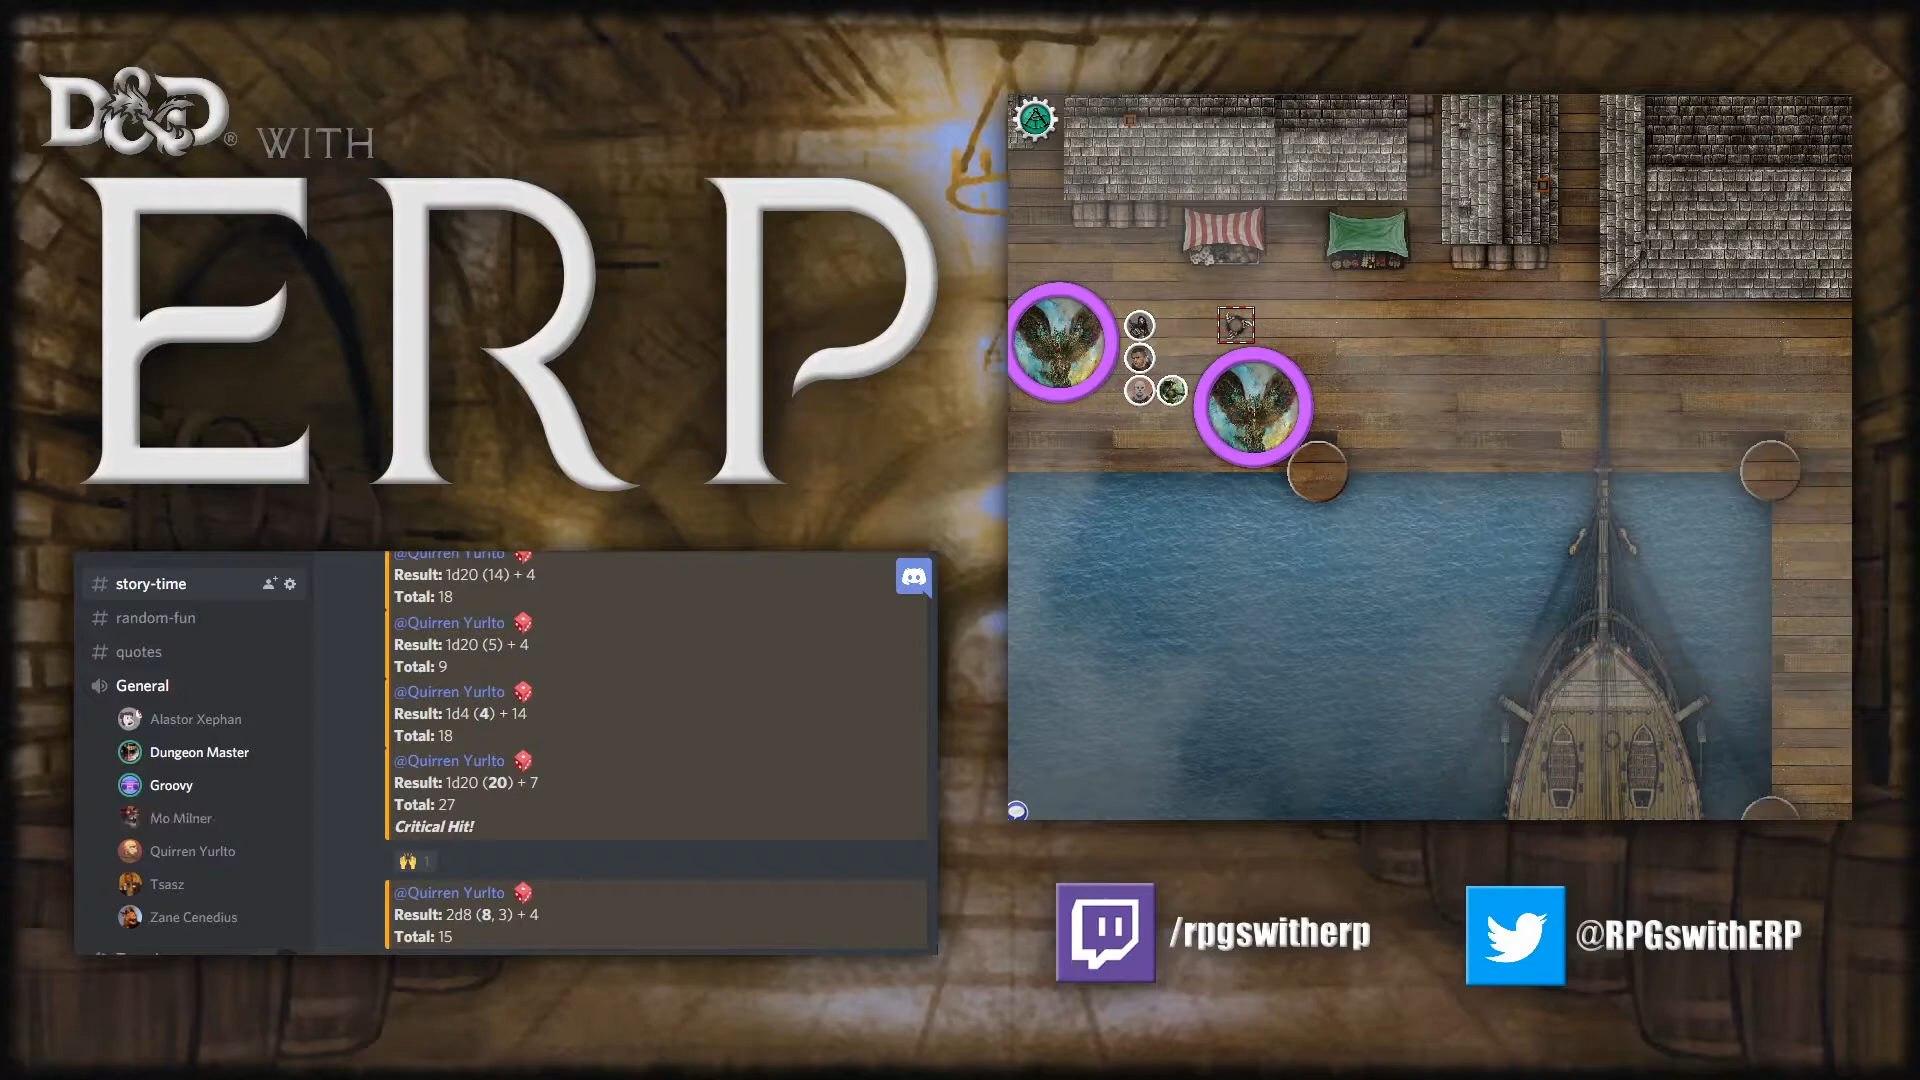 D&D® WITH
ERP
# story-time
# random-fun
# quotes
General
Alastor Xephan
Dungeon Master
Groovy
Mo Milner
Quirren Yurlto
Tsasz
Zane Cenedius
@Quirren Yurlto
Result: 1d20 (14) + 4
Total: 18
@Quirren Yurlto
Result: 1d20 (5) + 4
Total: 9
@Quirren Yurlto
Result: 1d4 (4) + 14
Total: 18
@Quirren Yurlto
Result: 1d20 (20) + 7
Total: 27
Critical Hit!
1
@Quirren Yurlto
Result: 2d8 (8, 3) + 4
Total: 15
/rpgswitherp
@RPGswithERP